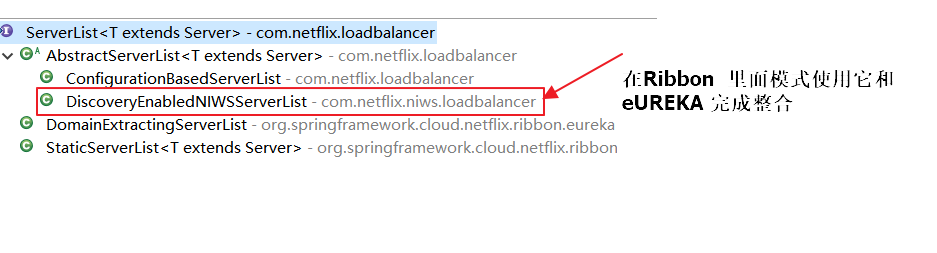 ServerList<T extends Server> - com.netflix.loadbalancer
AbstractServerList<T extends Server> - com.netflix.loadbalancer
ConfigurationBasedServerList - com.netflix.loadbalancer
DiscoveryEnabledNIWSServerList - com.netflix.niws.loadbalancer
DomainExtractingServerList - org.springframework.cloud.netflix.ribbon.eureka
StaticServerList<T extends Server> - org.springframework.cloud.netflix.ribbon
在Ribbon 里面模式使用它和
eUREKA 完成整合